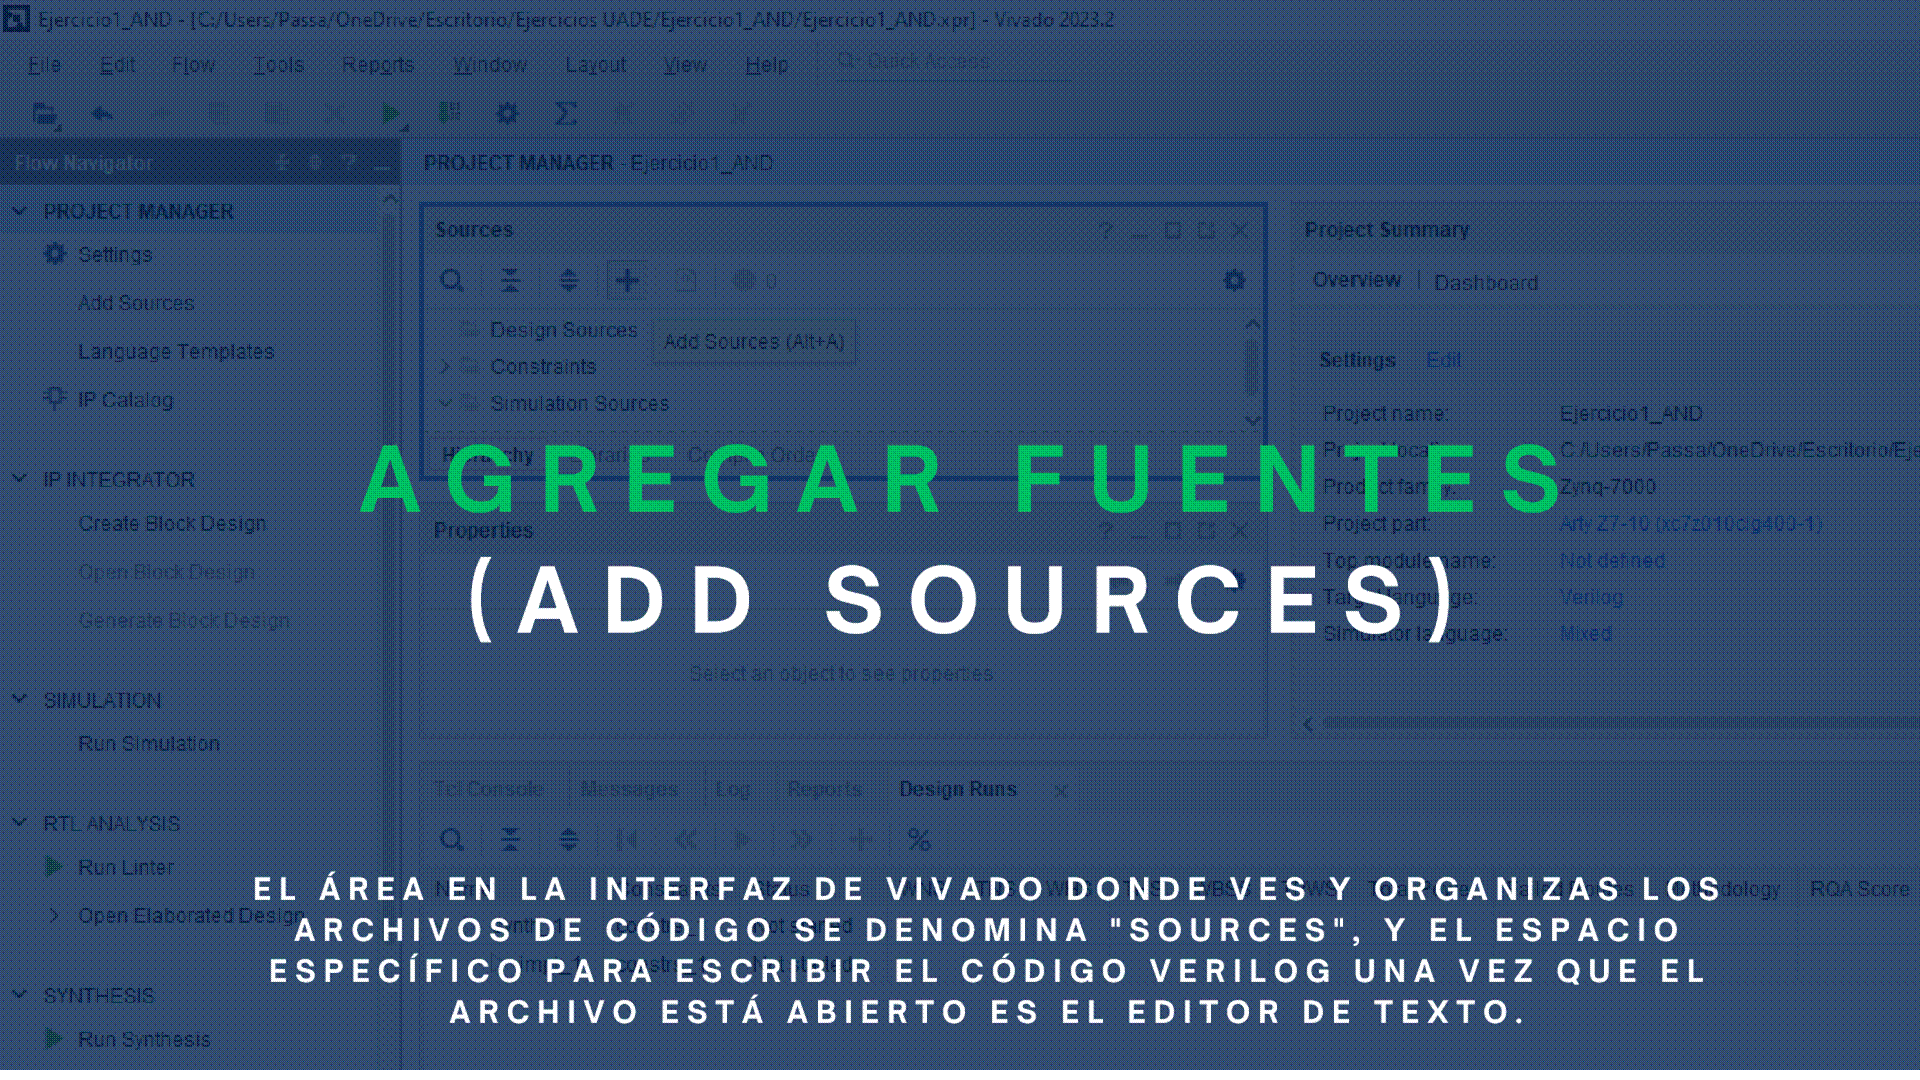 Ejercicio1_AND - [C:/Users/Passa/OneDrive/Escritorio/Ejercicios UADE/Ejercicio1_AND/Ejercicio1_AND.xpr] - Vivado 2023.2
File Edit Flow Tools Reports Window Layout View Help Quick Access
Flow Navigator
PROJECT MANAGER - Ejercicio1_AND
PROJECT MANAGER
Settings
Add Sources
Language Templates
IP Catalog
IP INTEGRATOR
Create Block Design
Open Block Design
Generate Block Design
SIMULATION
Run Simulation
RTL ANALYSIS
Run Linter
Open Elaborated Design
SYNTHESIS
Run Synthesis
Sources
0
Design Sources
Add Sources (Alt+A)
Constraints
Simulation Sources
Hierarchy
Properties
Select an object to see properties
Project Summary
Overview | Dashboard
Settings Edit
Project name: Ejercicio1_AND
C:/Users/Passa/OneDrive/Escritorio/Eje
Product family: Zynq-7000
Project part: Arty Z7-10 (xc7z010clg400-1)
Top module name: Not defined
Target language: Verilog
Simulator language: Mixed
Tcl Console Messages Log Reports Design Runs
RQA Score
AGREGAR FUENTES
(ADD SOURCES)
EL ÁREA EN LA INTERFAZ DE VIVADO DONDE VES Y ORGANIZAS LOS
ARCHIVOS DE CÓDIGO SE DENOMINA "SOURCES", Y EL ESPACIO
ESPECÍFICO PARA ESCRIBIR EL CÓDIGO VERILOG UNA VEZ QUE EL
ARCHIVO ESTÁ ABIERTO ES EL EDITOR DE TEXTO.